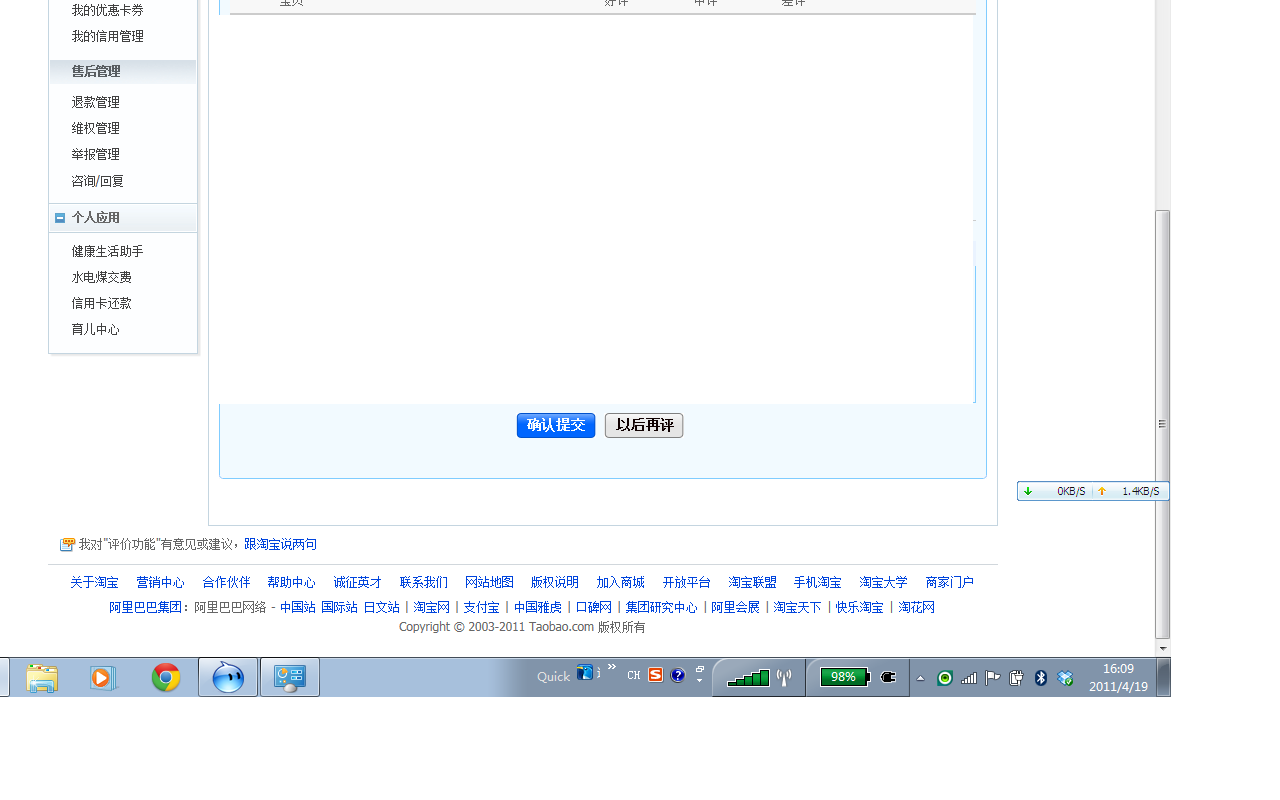 我的优惠卡券
宝贝 好评 中评 差评
我的信用管理
售后管理
退款管理
维权管理
举报管理
咨询/回复
个人应用
健康生活助手
水电煤交费
信用卡还款
育儿中心
确认提交 以后再评
0KB/S 1.4KB/S
我对"评价功能"有意见或建议，跟淘宝说两句
关于淘宝 营销中心 合作伙伴 帮助中心 诚征英才 联系我们 网站地图 版权说明 加入商城 开放平台 淘宝联盟 手机淘宝 淘宝大学 商家门户
阿里巴巴集团：阿里巴巴网络 - 中国站 国际站 日文站 | 淘宝网 | 支付宝 | 中国雅虎 | 口碑网 | 集团研究中心 | 阿里会展 | 淘宝天下 | 快乐淘宝 | 淘花网
Copyright © 2003-2011 Taobao.com 版权所有
Quick » CH S ? 98% 16:09
2011/4/19